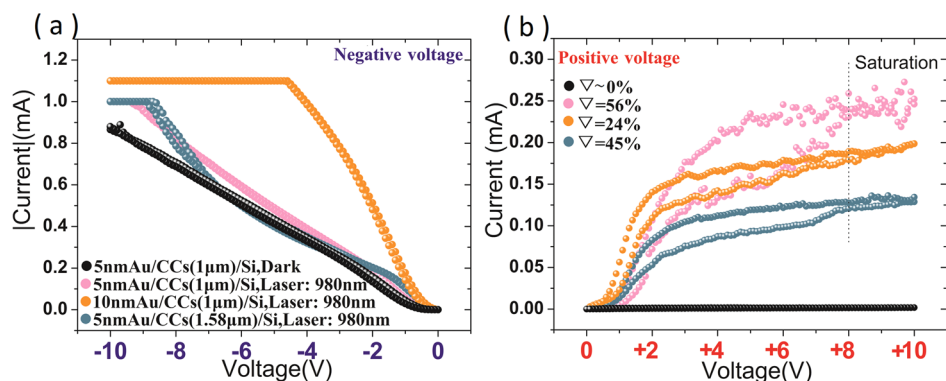 ( a )
Negative voltage
|Current|(mA)
1.2
1.0
0.8
0.6
0.4
0.2
0.0
5nmAu/CCs(1μm)/Si,Dark
5nmAu/CCs(1μm)/Si,Laser: 980nm
10nmAu/CCs(1μm)/Si,Laser: 980nm
5nmAu/CCs(1.58μm)/Si,Laser: 980nm
-10 -8 -6 -4 -2 0
Voltage(V)
( b )
Positive voltage
Saturation
▽~0%
▽=56%
▽=24%
▽=45%
Current (mA)
0.30
0.25
0.20
0.15
0.10
0.05
0.00
0 +2 +4 +6 +8 +10
Voltage(V)